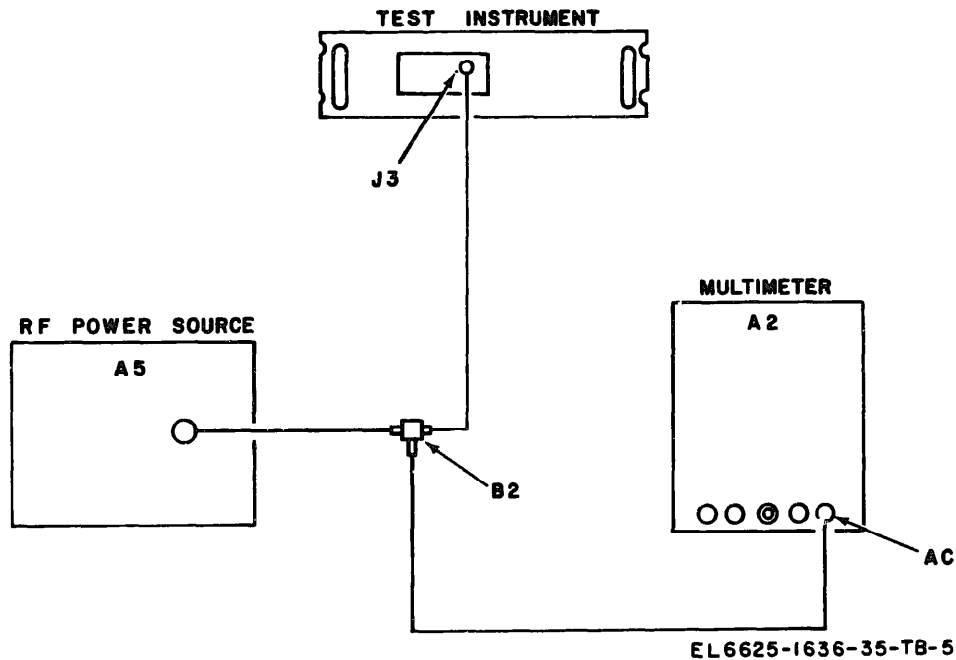 TEST INSTRUMENT
J3
MULTIMETER
A2
RF POWER SOURCE
A5
B2
AC
EL6625-1636-35-TB-5